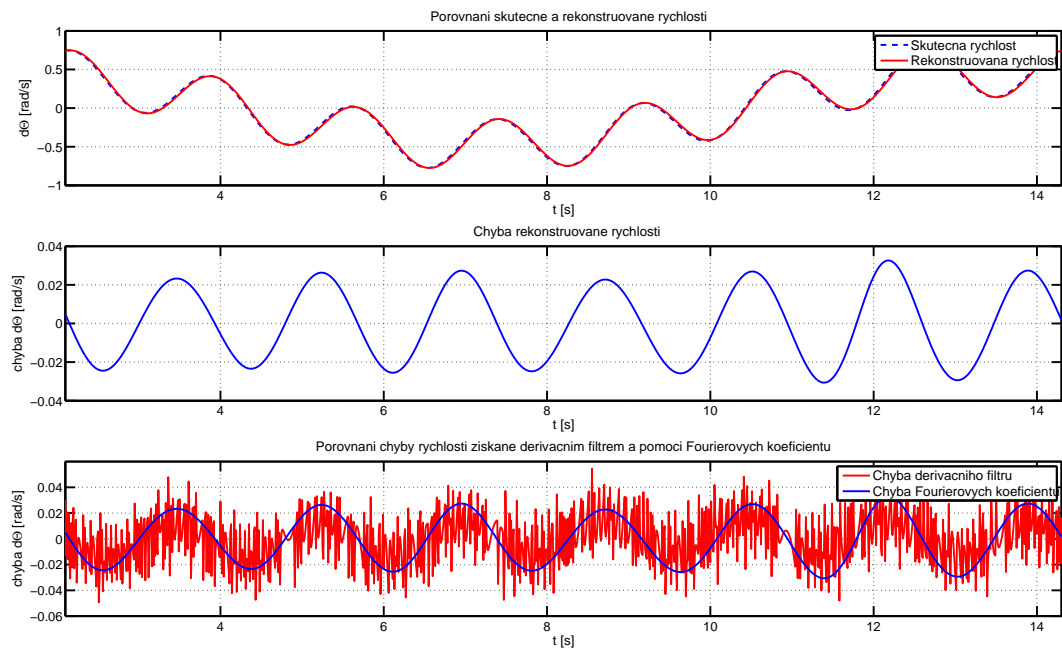 Porovnani skutecne a rekonstruovane rychlosti
1
0.5
0
−0.5
−1
dΘ [rad/s]
Skutecna rychlost
Rekonstruovana rychlost
4 6 8 10 12 14
t [s]
Chyba rekonstruovane rychlosti
0.04
0.02
0
−0.02
−0.04
chyba dΘ [rad/s]
4 6 8 10 12 14
t [s]
Porovnani chyby rychlosti ziskane derivacnim filtrem a pomoci Fourierovych koeficientu
0.06
0.04
0.02
0
−0.02
−0.04
−0.06
chyba dΘ [rad/s]
Chyba derivacniho filtru
Chyba Fourierovych koeficientů
4 6 8 10 12 14
t [s]